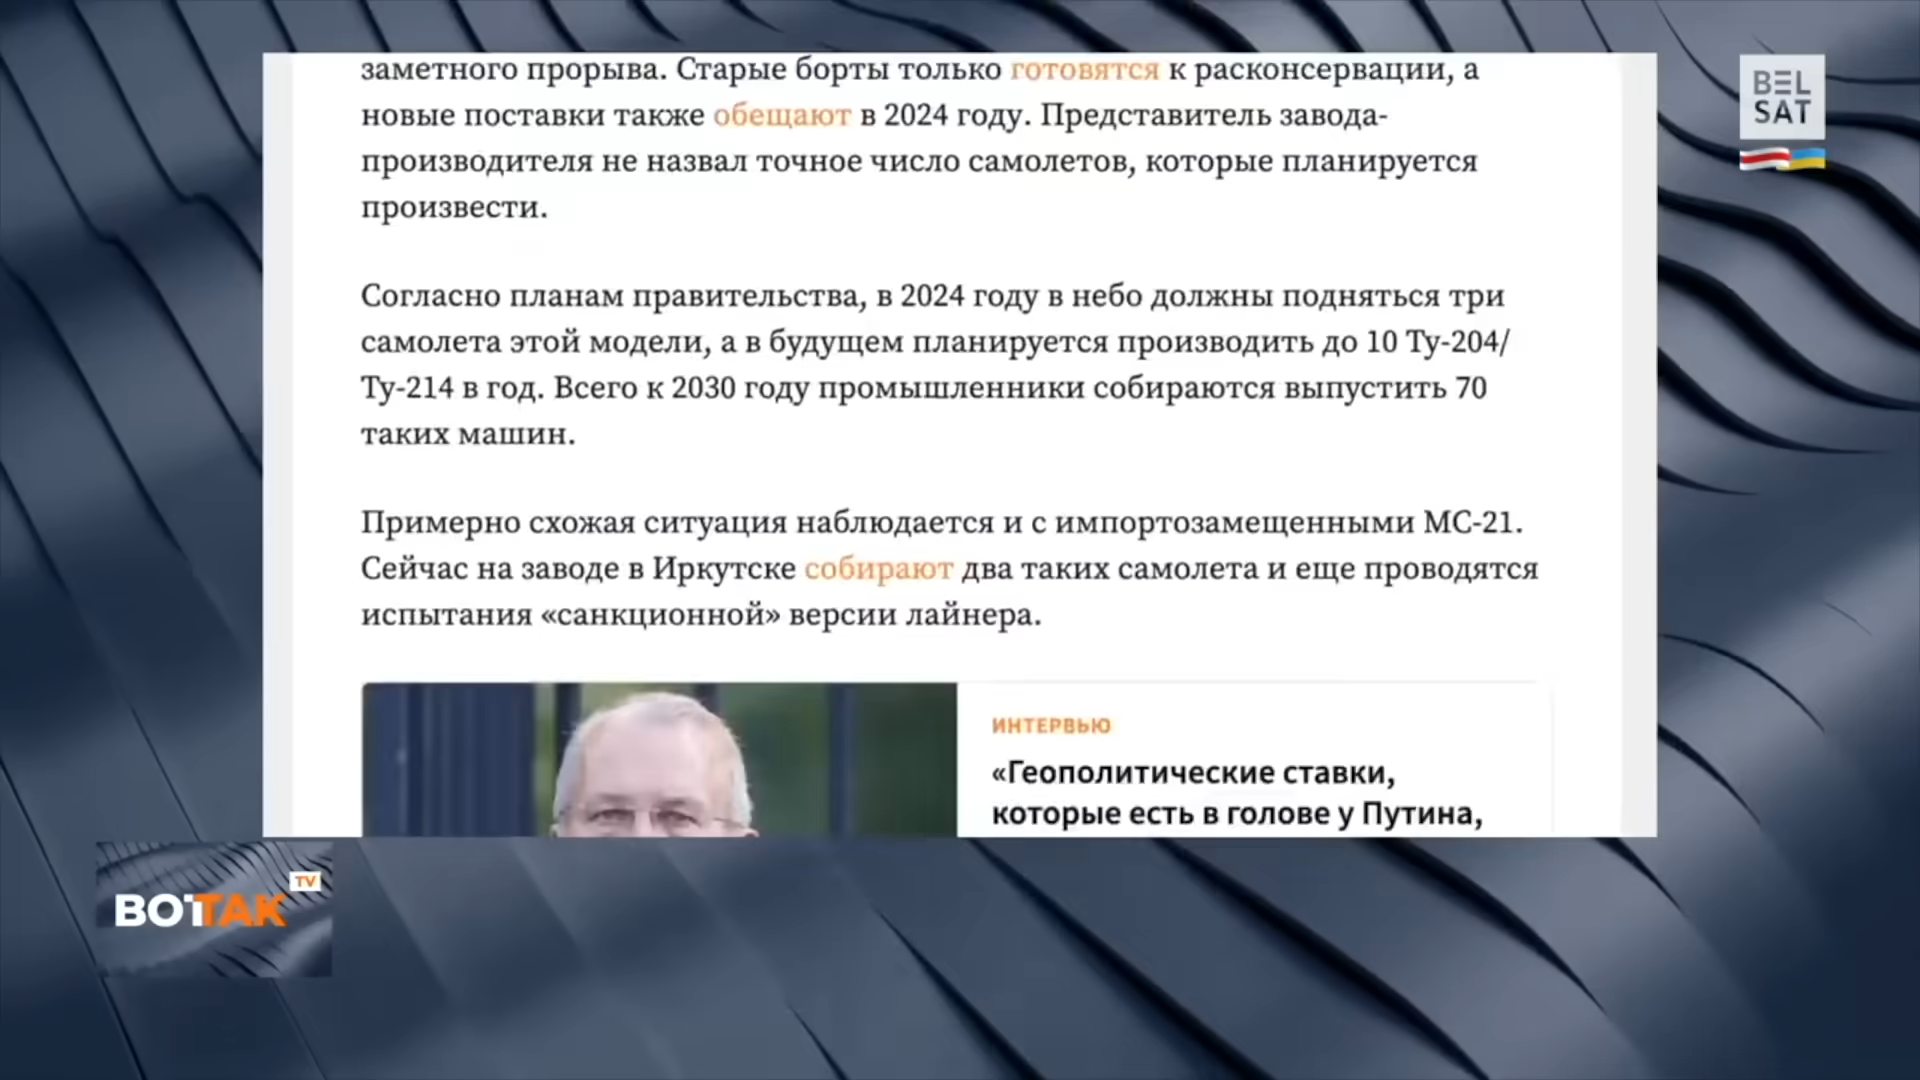 заметного прорыва. Старые борты только готовятся к расконсервации, а
новые поставки также обещают в 2024 году. Представитель завода-
производителя не назвал точное число самолетов, которые планируется
произвести.
Согласно планам правительства, в 2024 году в небо должны подняться три
самолета этой модели, а в будущем планируется производить до 10 Ту-204/
Ту-214 в год. Всего к 2030 году промышленники собираются выпустить 70
таких машин.
Примерно схожая ситуация наблюдается и с импортозамещенными МС-21.
Сейчас на заводе в Иркутске собирают два таких самолета и еще проводятся
испытания «санкционной» версии лайнера.
ИНТЕРВЬЮ
«Геополитические ставки,
которые есть в голове у Путина,
BEL
SAT
ВОТТАК
TV